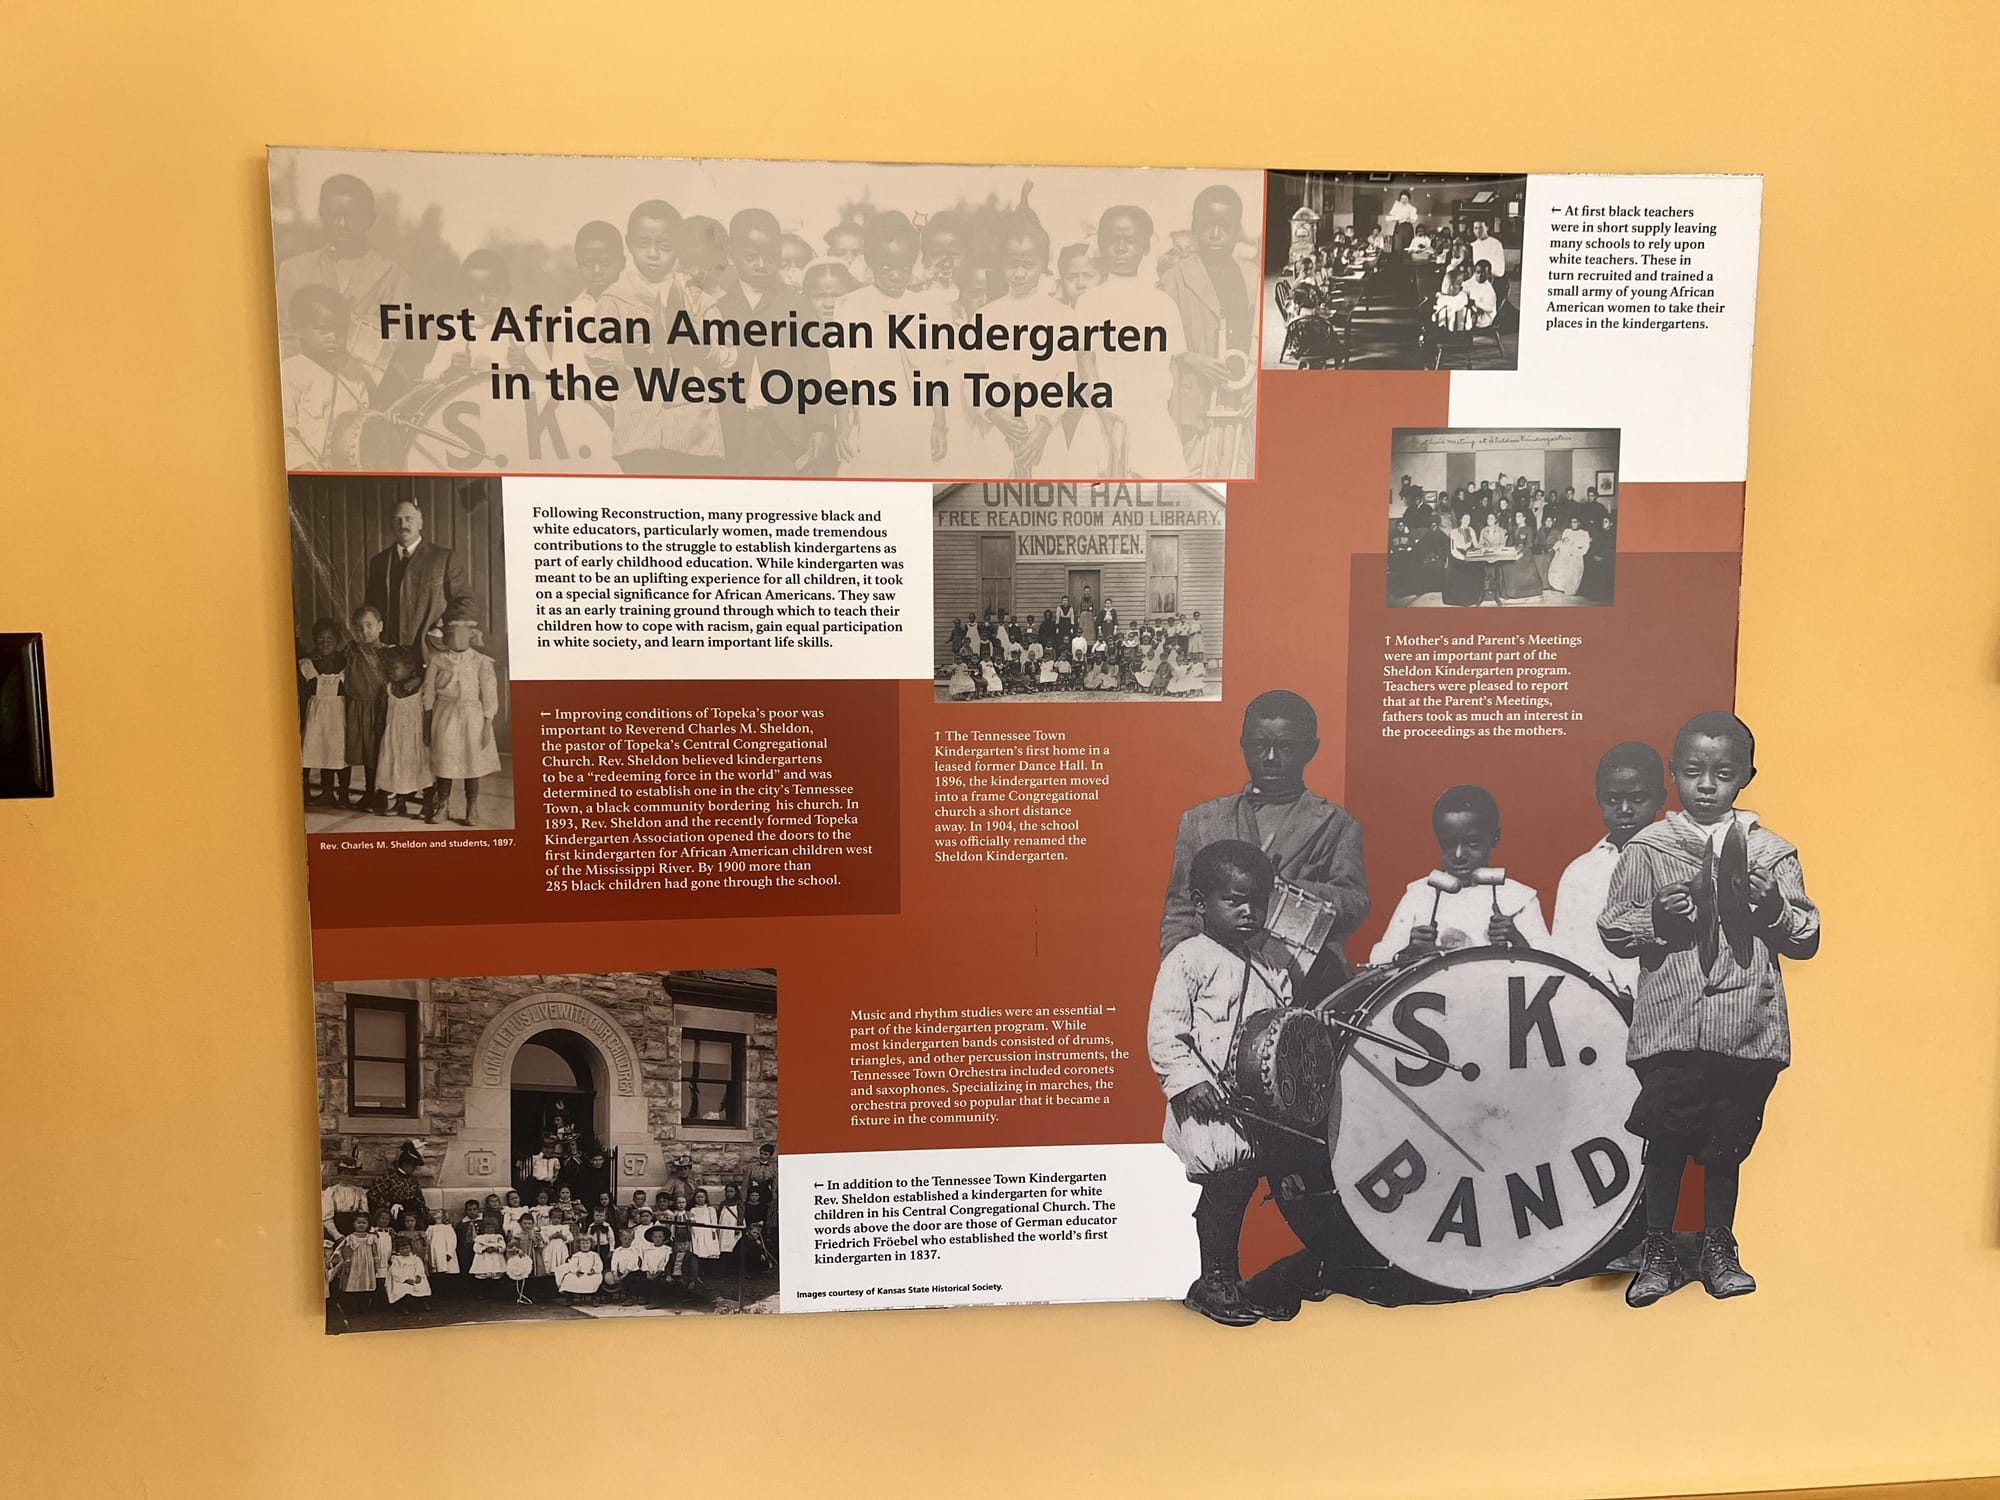 First African American Kindergarten
in the West Opens in Topeka
← At first black teachers
were in short supply leaving
many schools to rely upon
white teachers. These in
turn recruited and trained a
small army of young African
American women to take their
places in the kindergartens.
Following Reconstruction, many progressive black and
white educators, particularly women, made tremendous
contributions to the struggle to establish kindergartens as
part of early childhood education. While kindergarten was
meant to be an uplifting experience for all children, it took
on a special significance for African Americans. They saw
it as an early training ground through which to teach their
children how to cope with racism, gain equal participation
in white society, and learn important life skills.
UNION HALL.
FREE READING ROOM AND LIBRARY.
KINDERGARTEN.
Meeting at Sheldon Kindergarten
↑ Mother's and Parent's Meetings
were an important part of the
Sheldon Kindergarten program.
Teachers were pleased to report
that at the Parent's Meetings,
fathers took as much an interest in
the proceedings as the mothers.
← Improving conditions of Topeka's poor was
important to Reverend Charles M. Sheldon,
the pastor of Topeka's Central Congregational
Church. Rev. Sheldon believed kindergartens
to be a “redeeming force in the world” and was
determined to establish one in the city's Tennessee
Town, a black community bordering his church. In
1893, Rev. Sheldon and the recently formed Topeka
Kindergarten Association opened the doors to the
first kindergarten for African American children west
of the Mississippi River. By 1900 more than
285 black children had gone through the school.
Rev. Charles M. Sheldon and students, 1897.
↑ The Tennessee Town
Kindergarten's first home in a
leased former Dance Hall. In
1896, the kindergarten moved
into a frame Congregational
church a short distance
away. In 1904, the school
was officially renamed the
Sheldon Kindergarten.
COME LET US LIVE WITH OUR CHILDREN
18 97
Music and rhythm studies were an essential →
part of the kindergarten program. While
most kindergarten bands consisted of drums,
triangles, and other percussion instruments, the
Tennessee Town Orchestra included coronets
and saxophones. Specializing in marches, the
orchestra proved so popular that it became a
fixture in the community.
S. K.
BAND
← In addition to the Tennessee Town Kindergarten
Rev. Sheldon established a kindergarten for white
children in his Central Congregational Church. The
words above the door are those of German educator
Friedrich Fröebel who established the world's first
kindergarten in 1837.
Images courtesy of Kansas State Historical Society.
S. K.